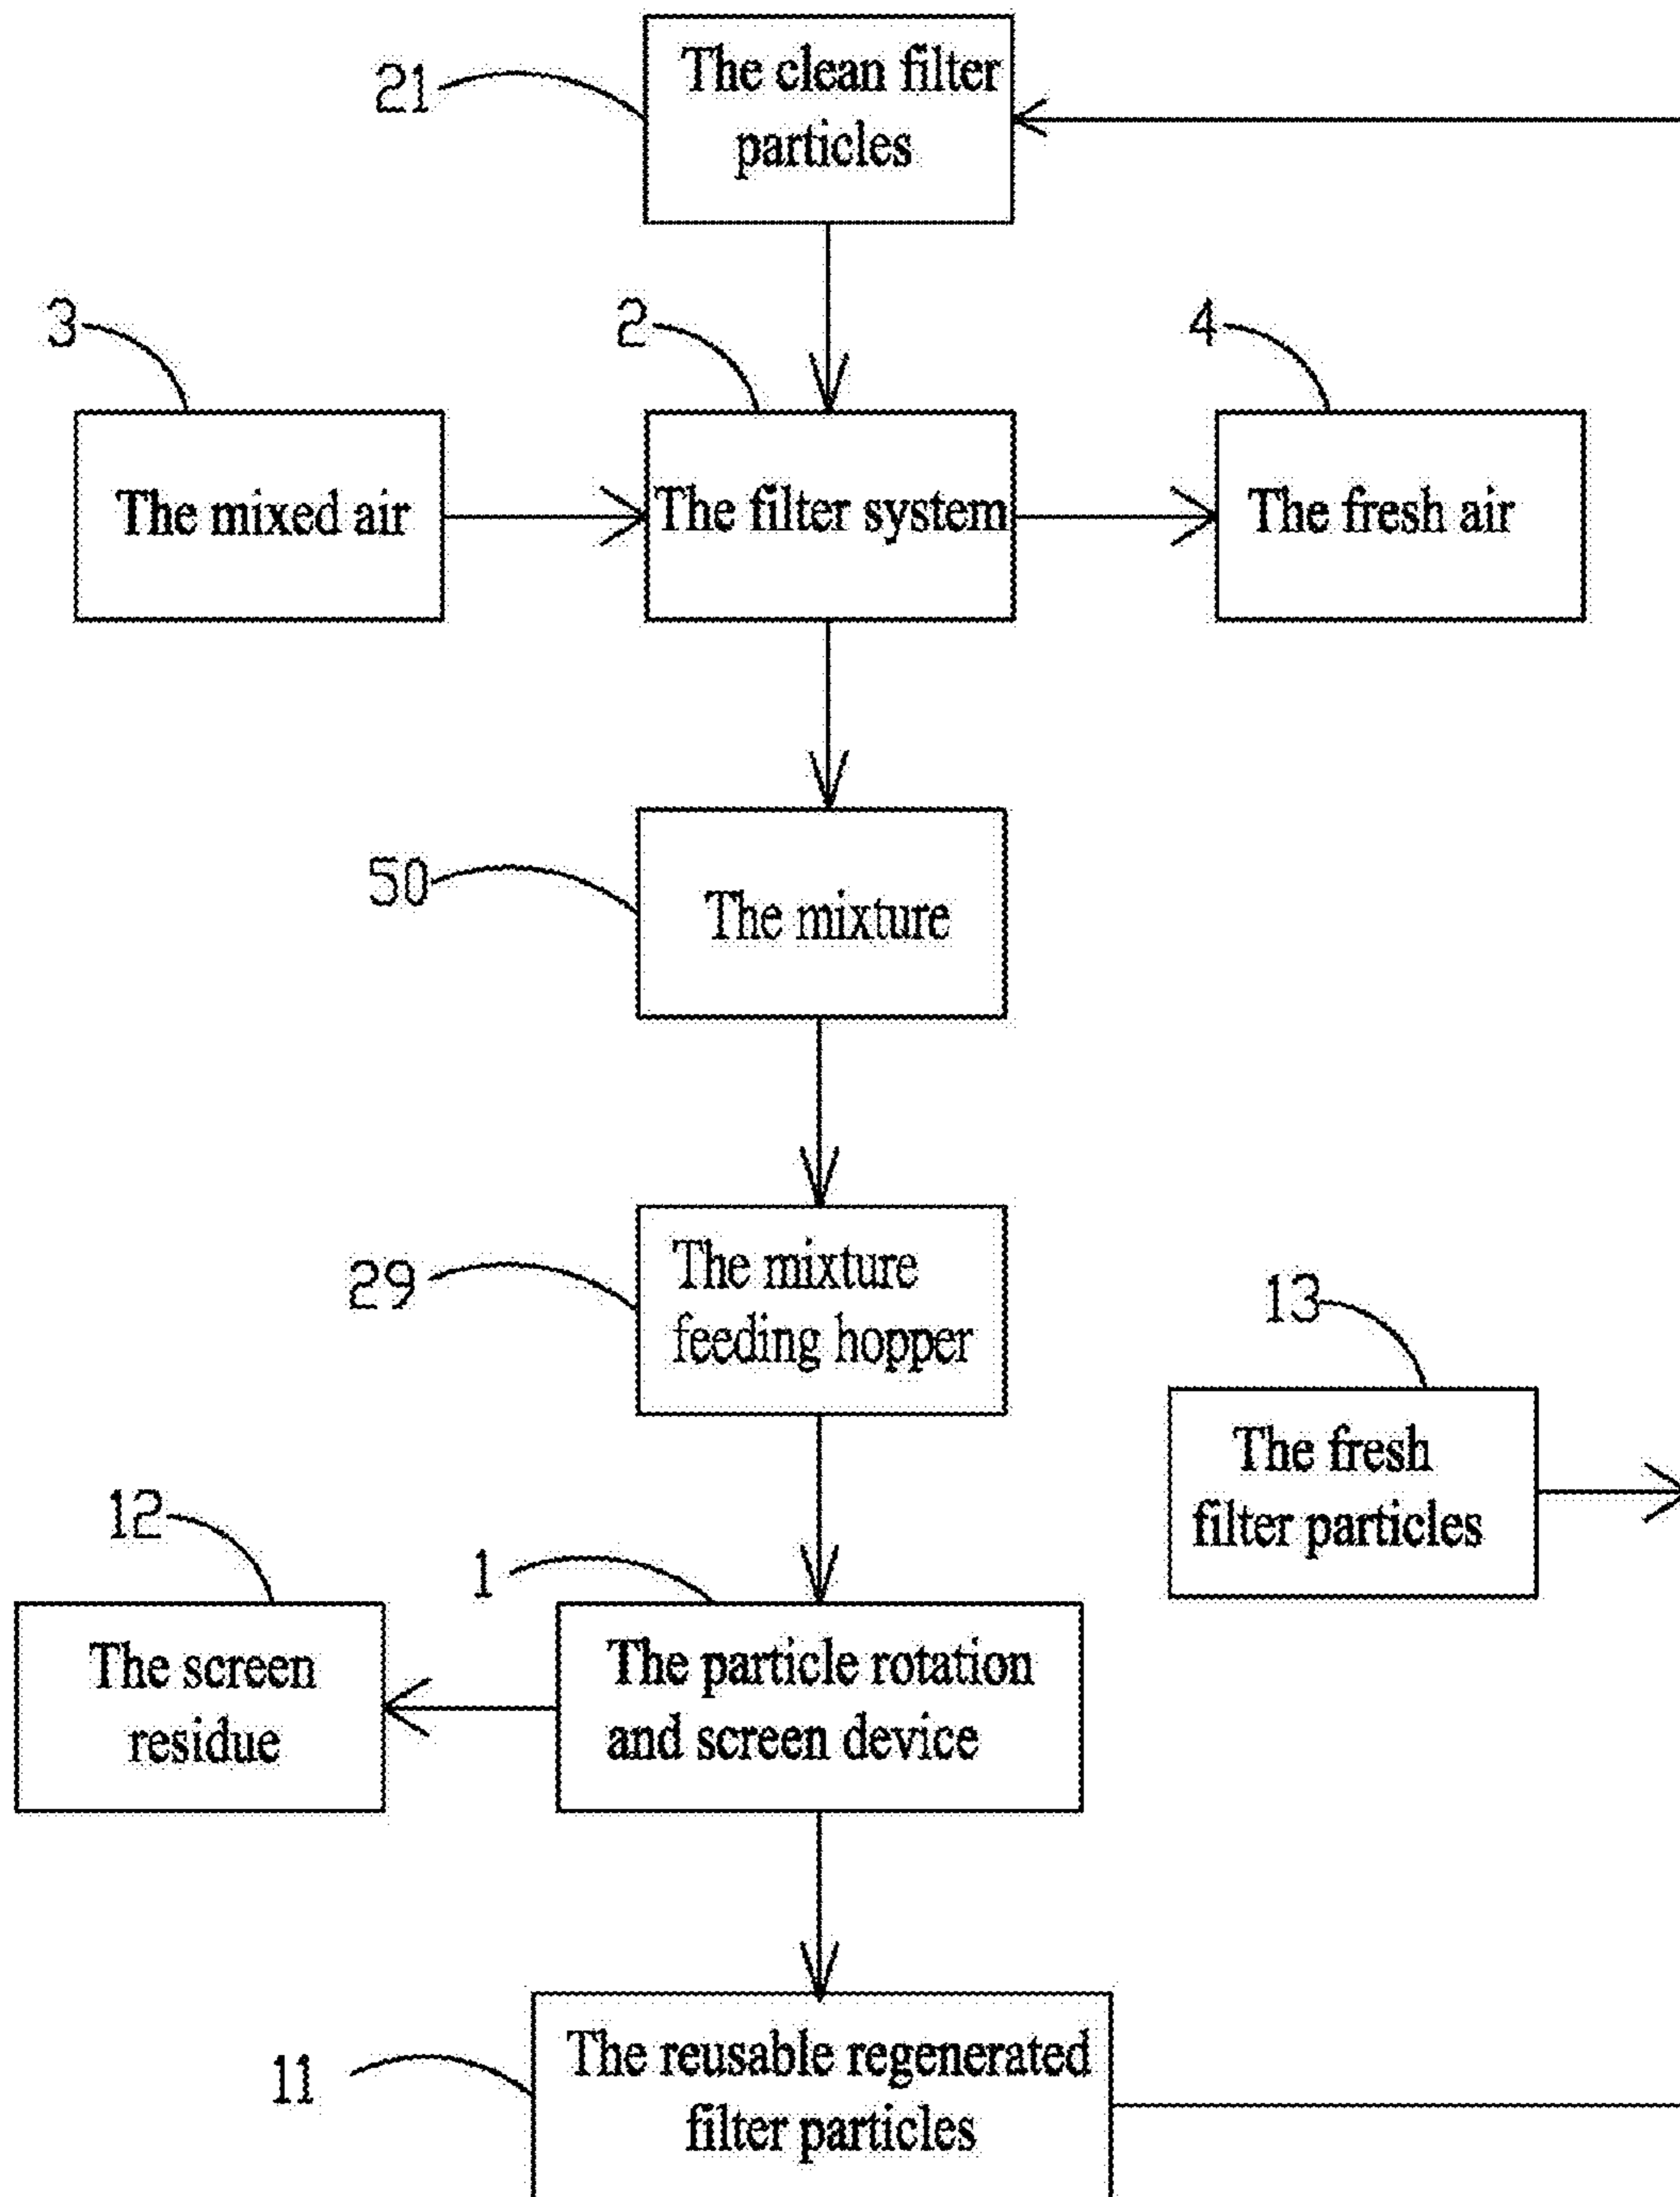 21
The clean filter
particles
3
2
4
The mixed air
The filter system
The fresh air
50
The mixture
29
The mixture
feeding hopper
13
The fresh
filter particles
12
1
The screen
residue
The particle rotation
and screen device
11
The reusable regenerated
filter particles